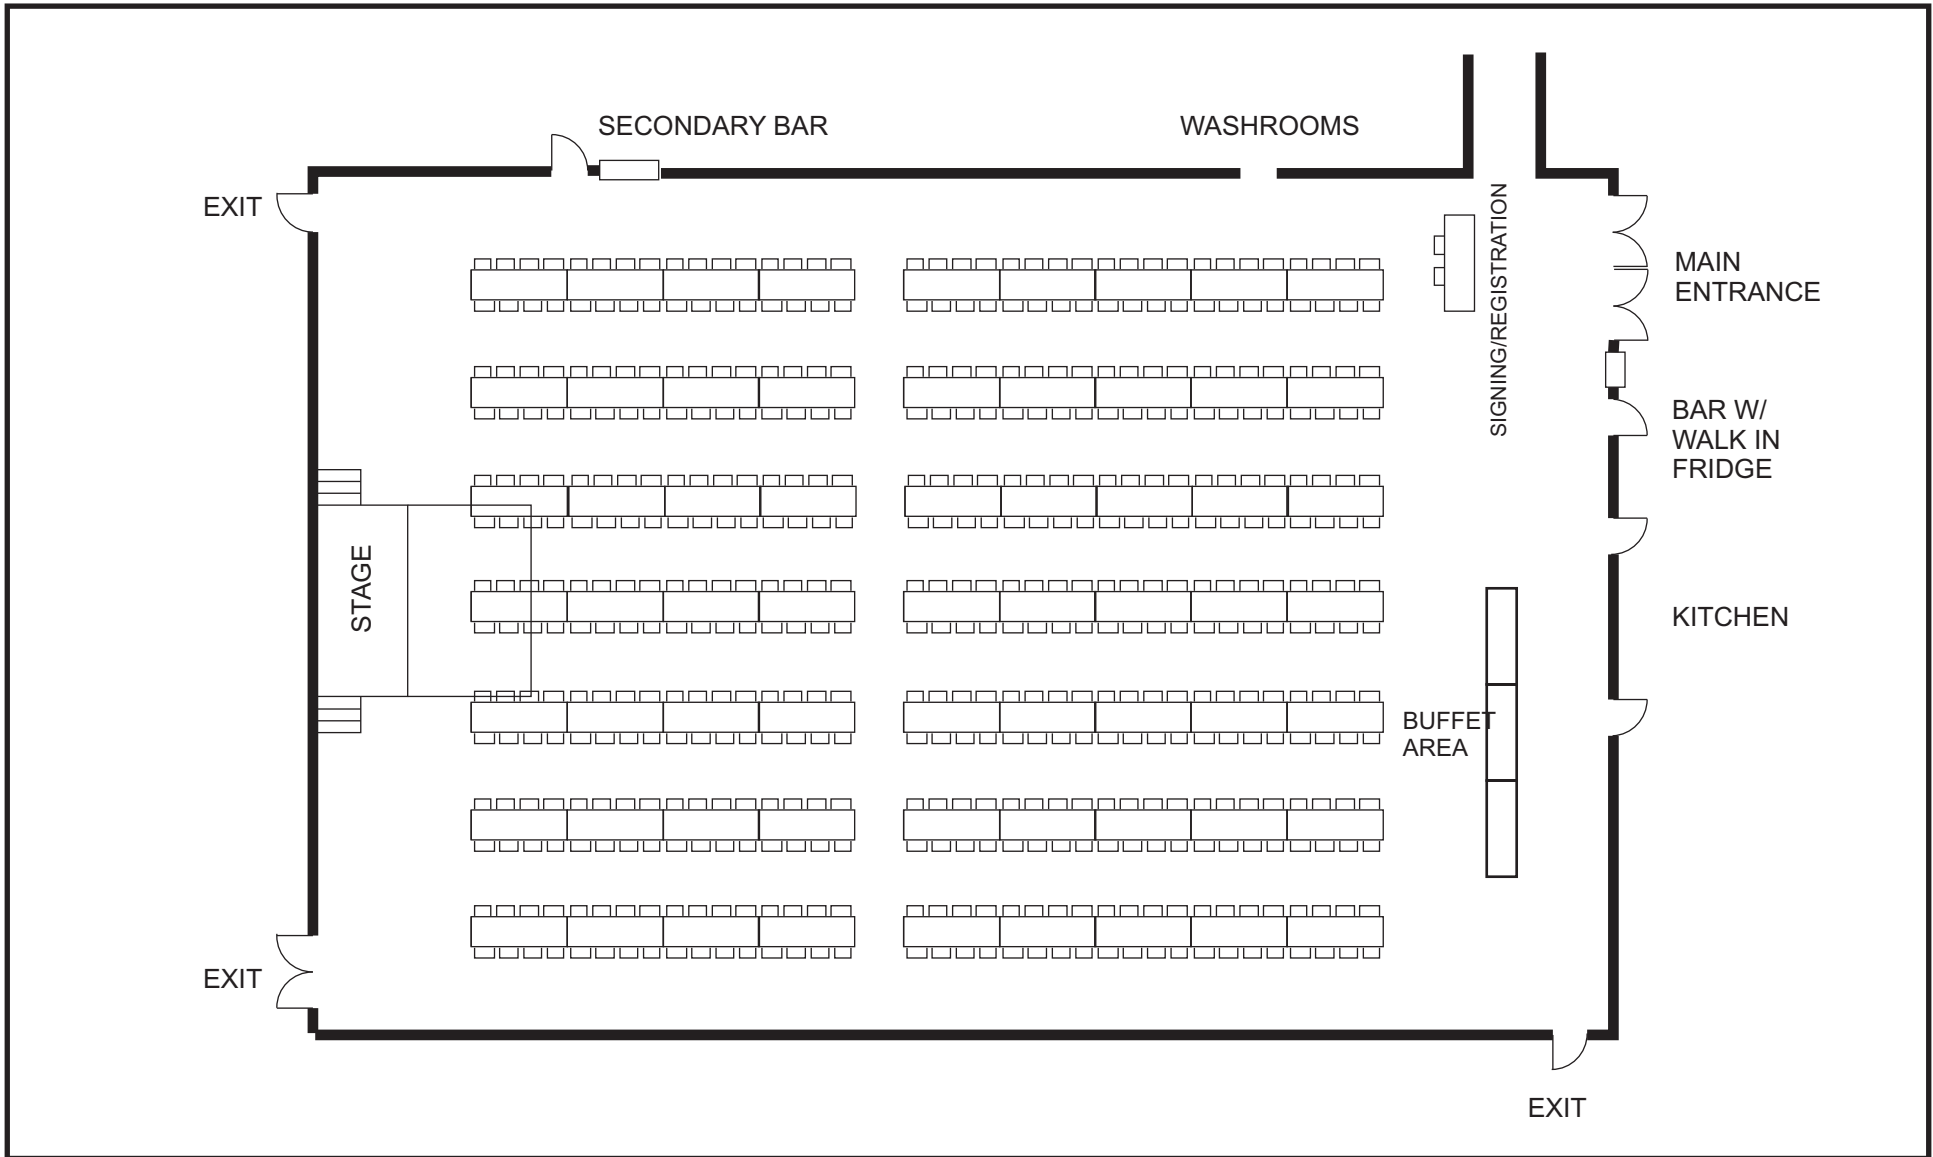 SECONDARY BAR
WASHROOMS
EXIT
SIGNING/REGISTRATION
MAIN
ENTRANCE
BAR W/
WALK IN
FRIDGE
STAGE
KITCHEN
BUFFET
AREA
EXIT
EXIT